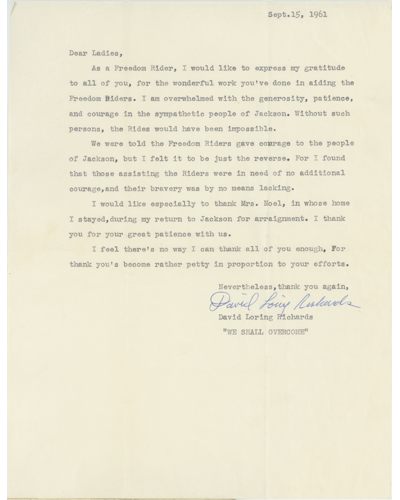 Sept.15, 1961
Dear Ladies,
As a Freedom Rider, I would like to express my gratitude
to all of you, for the wonderful work you've done in aiding the
Freedom Riders. I am overwhelmed with the generosity, patience,
and courage in the sympathetic people of Jackson. Without such
persons, the Rides would have been impossible.
We were told the Freedom Riders gave courage to the people
of Jackson, but I felt it to be just the reverse. For I found
that those assisting the Riders were in need of no additional
courage,and their bravery was by no means lacking.
I would like especially to thank Mrs. Noel, in whose home
I stayed,during my return to Jackson for arraignment. I thank
you for your great patience with us.
I feel there's no way I can thank all of you enough, For
thank you's become rather petty in proportion to your efforts.
Nevertheless,thank you again,
David Loring Richards
David Loring Richards
"WE SHALL OVERCOME"